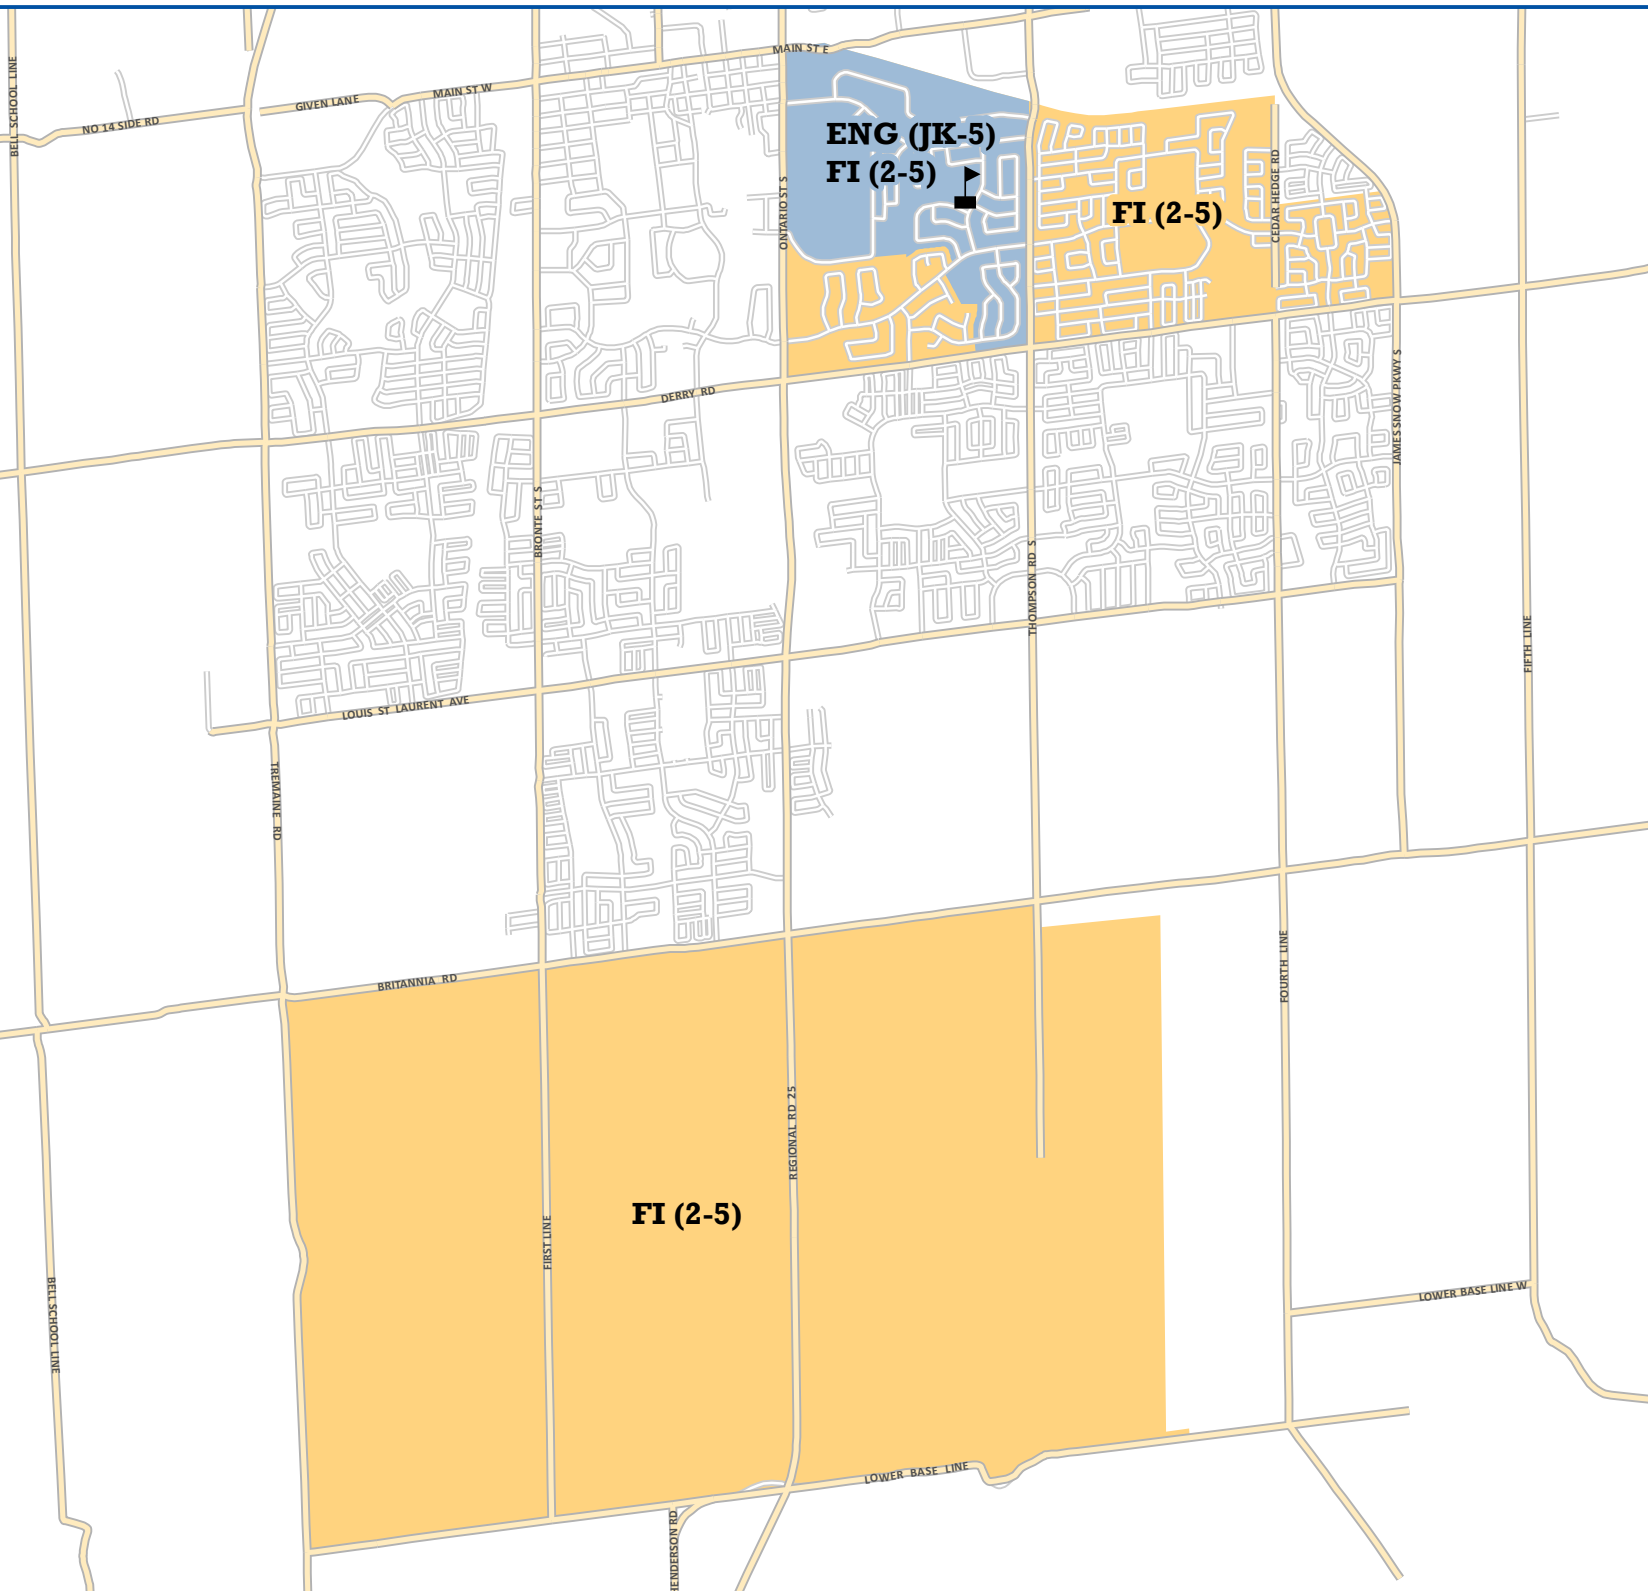 MAIN ST E
BELL SCHOOL LINE
NO 14 SIDE RD
GIVEN LANE
MAIN ST W
ENG (JK-5)
FI (2-5)
ONTARIO ST S
FI (2-5)
CEDAR HEDGE RD
DERRY RD
JAMES SNOW PKWY S
BRONTE ST S
THOMPSON RD S
FIFTH LINE
LOUIS ST LAURENT AVE
TREMAINE RD
BRITANNIA RD
FOURTH LINE
REGIONAL RD 25
FI (2-5)
FIRST LINE
BELL SCHOOL LINE
LOWER BASE LINE W
LOWER BASE LINE
HENDERSON RD